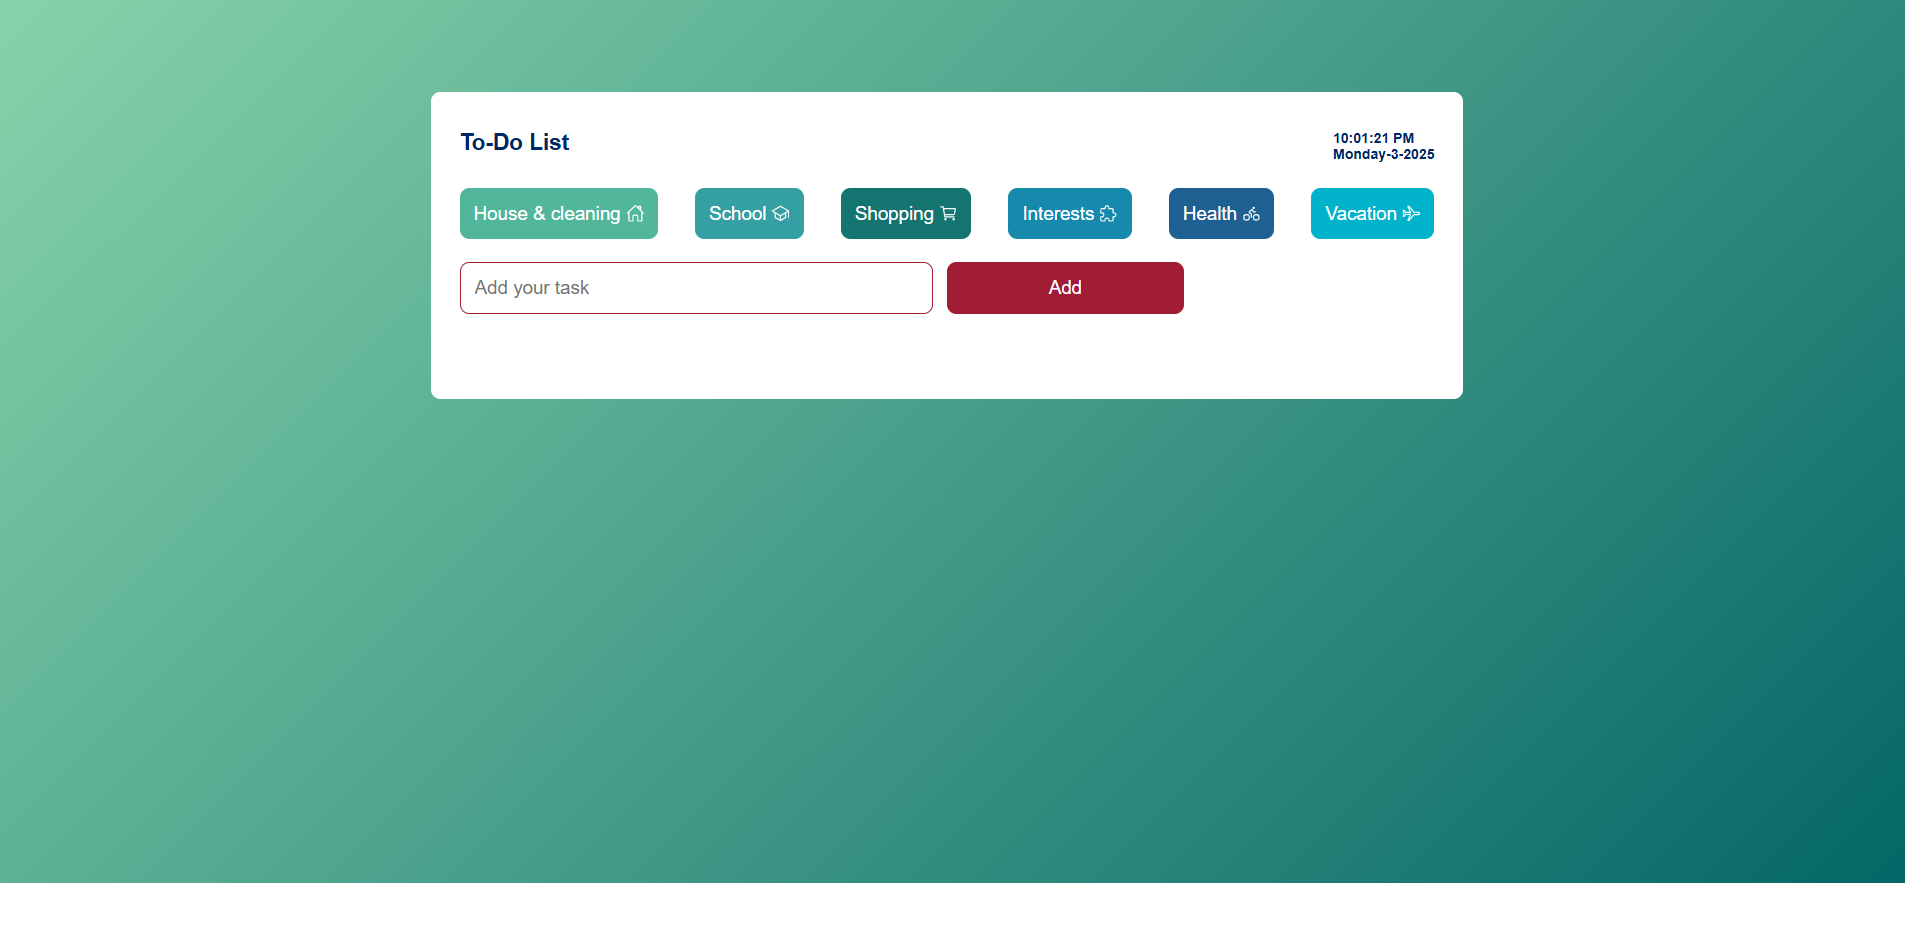 To-Do List
10:01:21 PM
Monday-3-2025
House & cleaning
School
Shopping
Interests
Health
Vacation
Add your task
Add